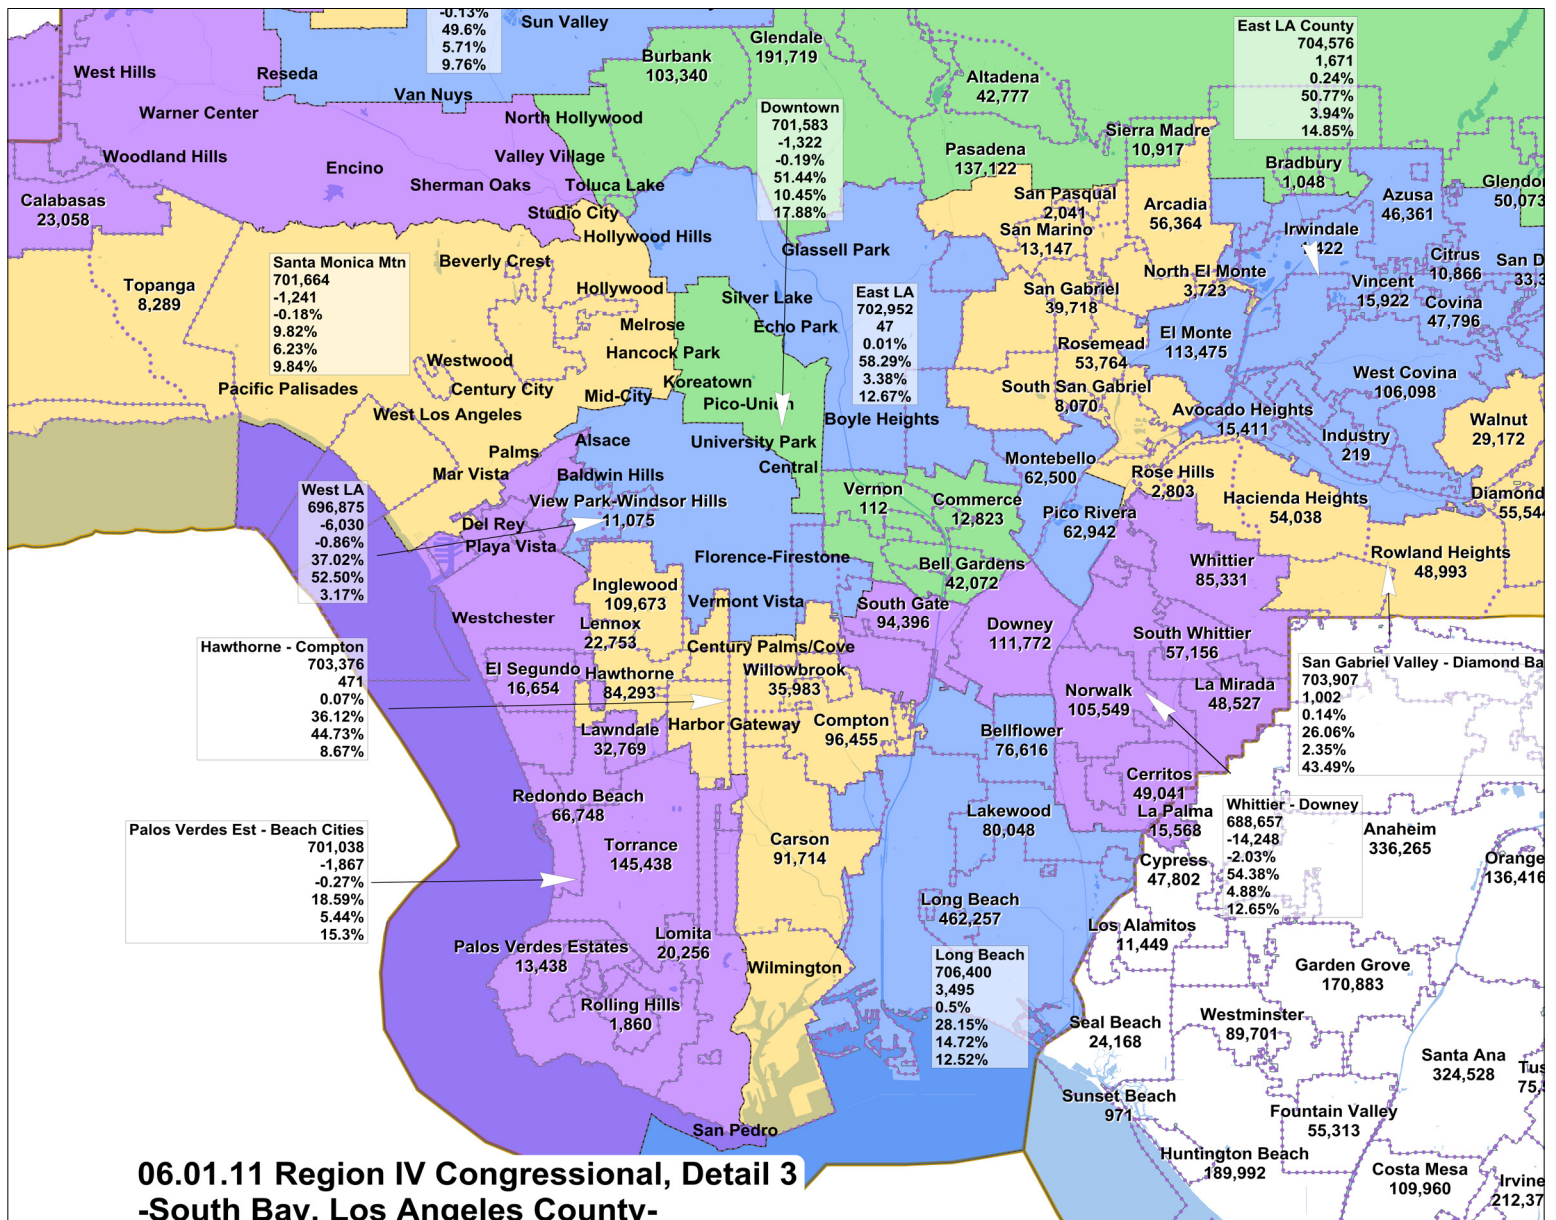 -0.13%
49.6%
5.71%
9.76%
Sun Valley
Burbank
103,340
Glendale
191,719
East LA County
704,576
1,671
0.24%
50.77%
3.94%
14.85%
West Hills
Reseda
Van Nuys
Warner Center
North Hollywood
Altadena
42,777
Downtown
701,583
-1,322
-0.19%
51.44%
10.45%
17.88%
Sierra Madre
10,917
Woodland Hills
Encino
Valley Village
Sherman Oaks
Toluca Lake
Pasadena
137,122
Bradbury
1,048
Calabasas
23,058
Studio City
San Pasqual
2,041
Arcadia
56,364
Azusa
46,361
50,073
Hollywood Hills
Glassell Park
San Marino
13,147
Irwindale
Topanga
8,289
Santa Monica Mtn
701,664
-1,241
-0.18%
9.82%
6.23%
9.84%
Beverly Crest
Hollywood
Silver Lake
East LA
702,952
47
0.01%
58.29%
3.38%
12.67%
San Gabriel
39,718
North El Monte
3,723
Citrus
10,866
Vincent
15,922
Covina
47,796
Melrose
Echo Park
Hancock Park
Rosemead
53,764
El Monte
113,475
Westwood
Century City
Pacific Palisades
West Los Angeles
Mid-City
Koreatown
Pico-Union
South San Gabriel
8,070
West Covina
106,098
Boyle Heights
Avocado Heights
15,411
Walnut
29,172
Alsace
University Park
Industry
219
Palms
Central
Montebello
62,500
Mar Vista
Baldwin Hills
Rose Hills
2,803
West LA
696,875
-6,030
-0.86%
37.02%
52.50%
3.17%
View Park-Windsor Hills
11,075
Vernon
112
Commerce
12,823
Hacienda Heights
54,038
Diamond
Del Rey
Playa Vista
Pico Rivera
62,942
Florence-Firestone
Bell Gardens
42,072
Whittier
85,331
Rowland Heights
48,993
Inglewood
109,673
Vermont Vista
South Gate
94,396
Westchester
Lennox
22,753
Downey
111,772
South Whittier
57,156
Hawthorne - Compton
703,376
471
0.07%
36.12%
44.73%
8.67%
Century Palms/Cove
El Segundo
16,654
Hawthorne
84,293
Willowbrook
35,983
Norwalk
105,549
La Mirada
48,527
San Gabriel Valley - Diamond Ba
703,907
1,002
0.14%
26.06%
2.35%
43.49%
Lawndale
32,769
Harbor Gateway
Compton
96,455
Bellflower
76,616
Cerritos
49,041
Redondo Beach
66,748
La Palma
15,568
Lakewood
80,048
Whittier - Downey
688,657
-14,248
-2.03%
54.38%
4.88%
12.65%
Anaheim
336,265
Palos Verdes Est - Beach Cities
701,038
-1,867
-0.27%
18.59%
5.44%
15.3%
Torrance
145,438
Carson
91,714
Cypress
47,802
Orange
136,416
Long Beach
462,257
Los Alamitos
11,449
Palos Verdes Estates
13,438
Lomita
20,256
Wilmington
Long Beach
706,400
3,495
0.5%
28.15%
14.72%
12.52%
Garden Grove
170,883
Rolling Hills
1,860
Seal Beach
24,168
Westminster
89,701
Santa Ana
324,528
Sunset Beach
971
Fountain Valley
55,313
San Pedro
Huntington Beach
189,992
Costa Mesa
109,960
Irvine
06.01.11 Region IV Congressional, Detail 3
-South Bay, Los Angeles County-